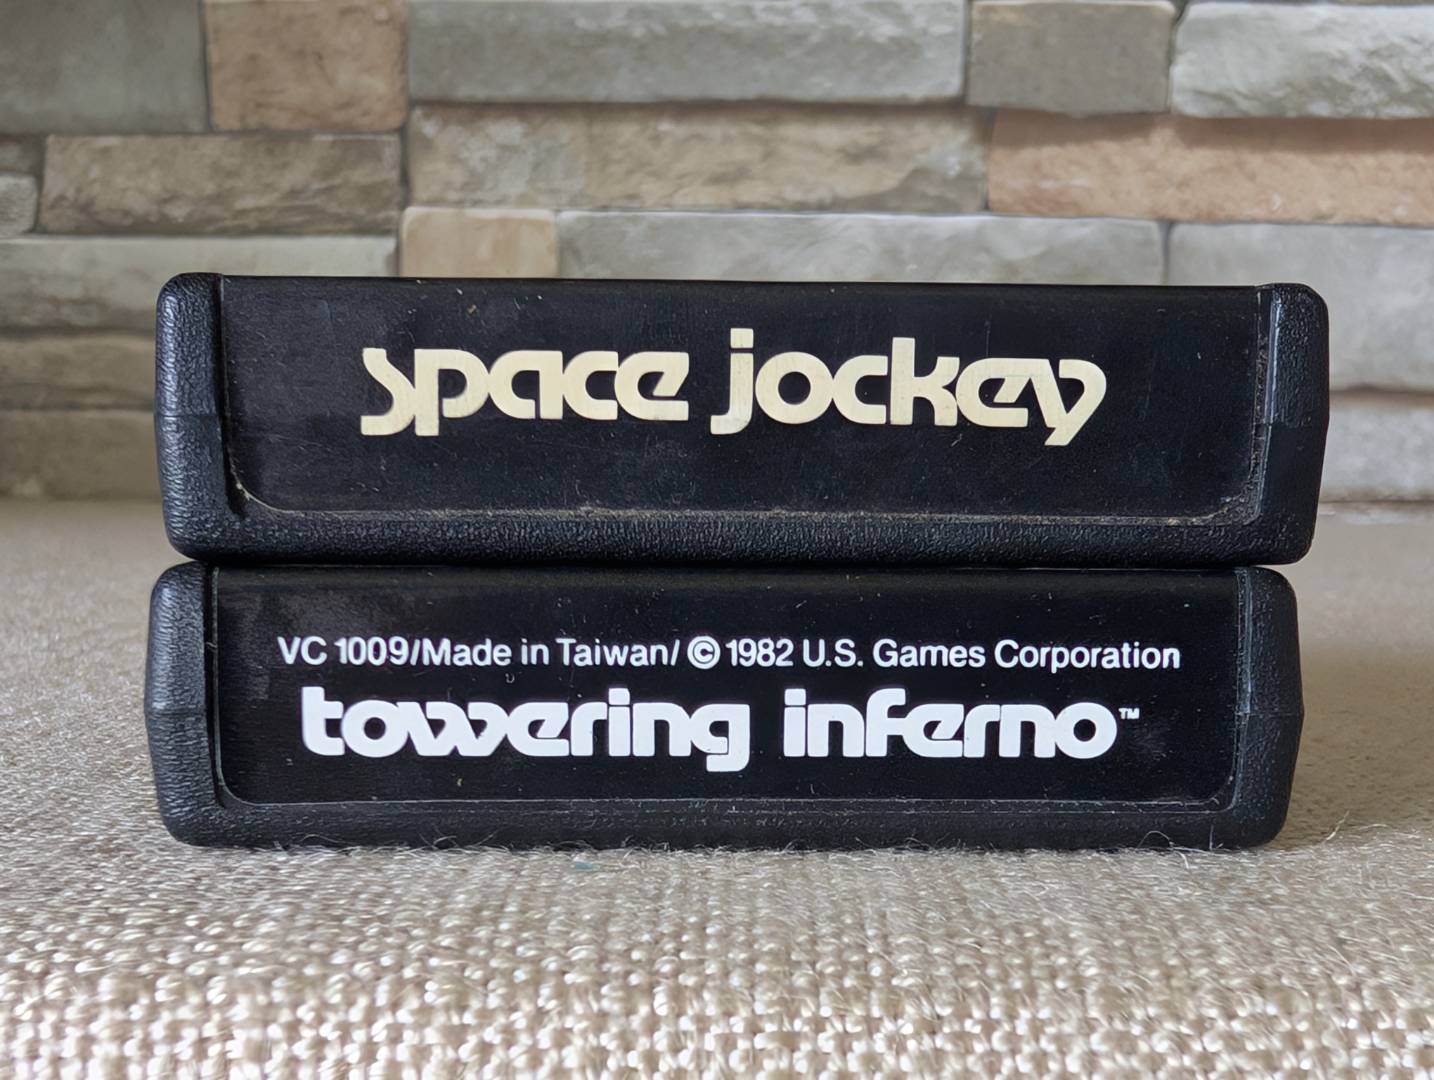 space jockey
VC 1009/Made in Taiwan/ © 1982 U.S. Games Corporation
towering inferno™